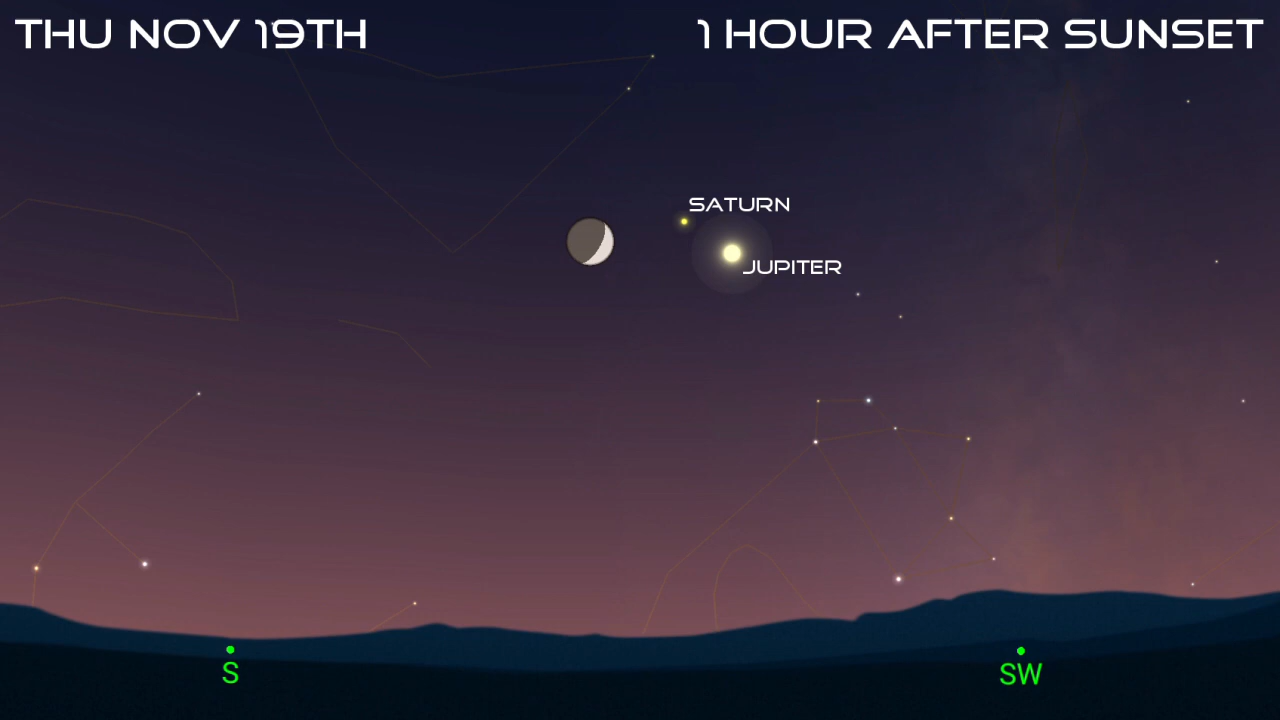 THU NOV 19TH
1 HOUR AFTER SUNSET
SATURN
JUPITER
S
SW